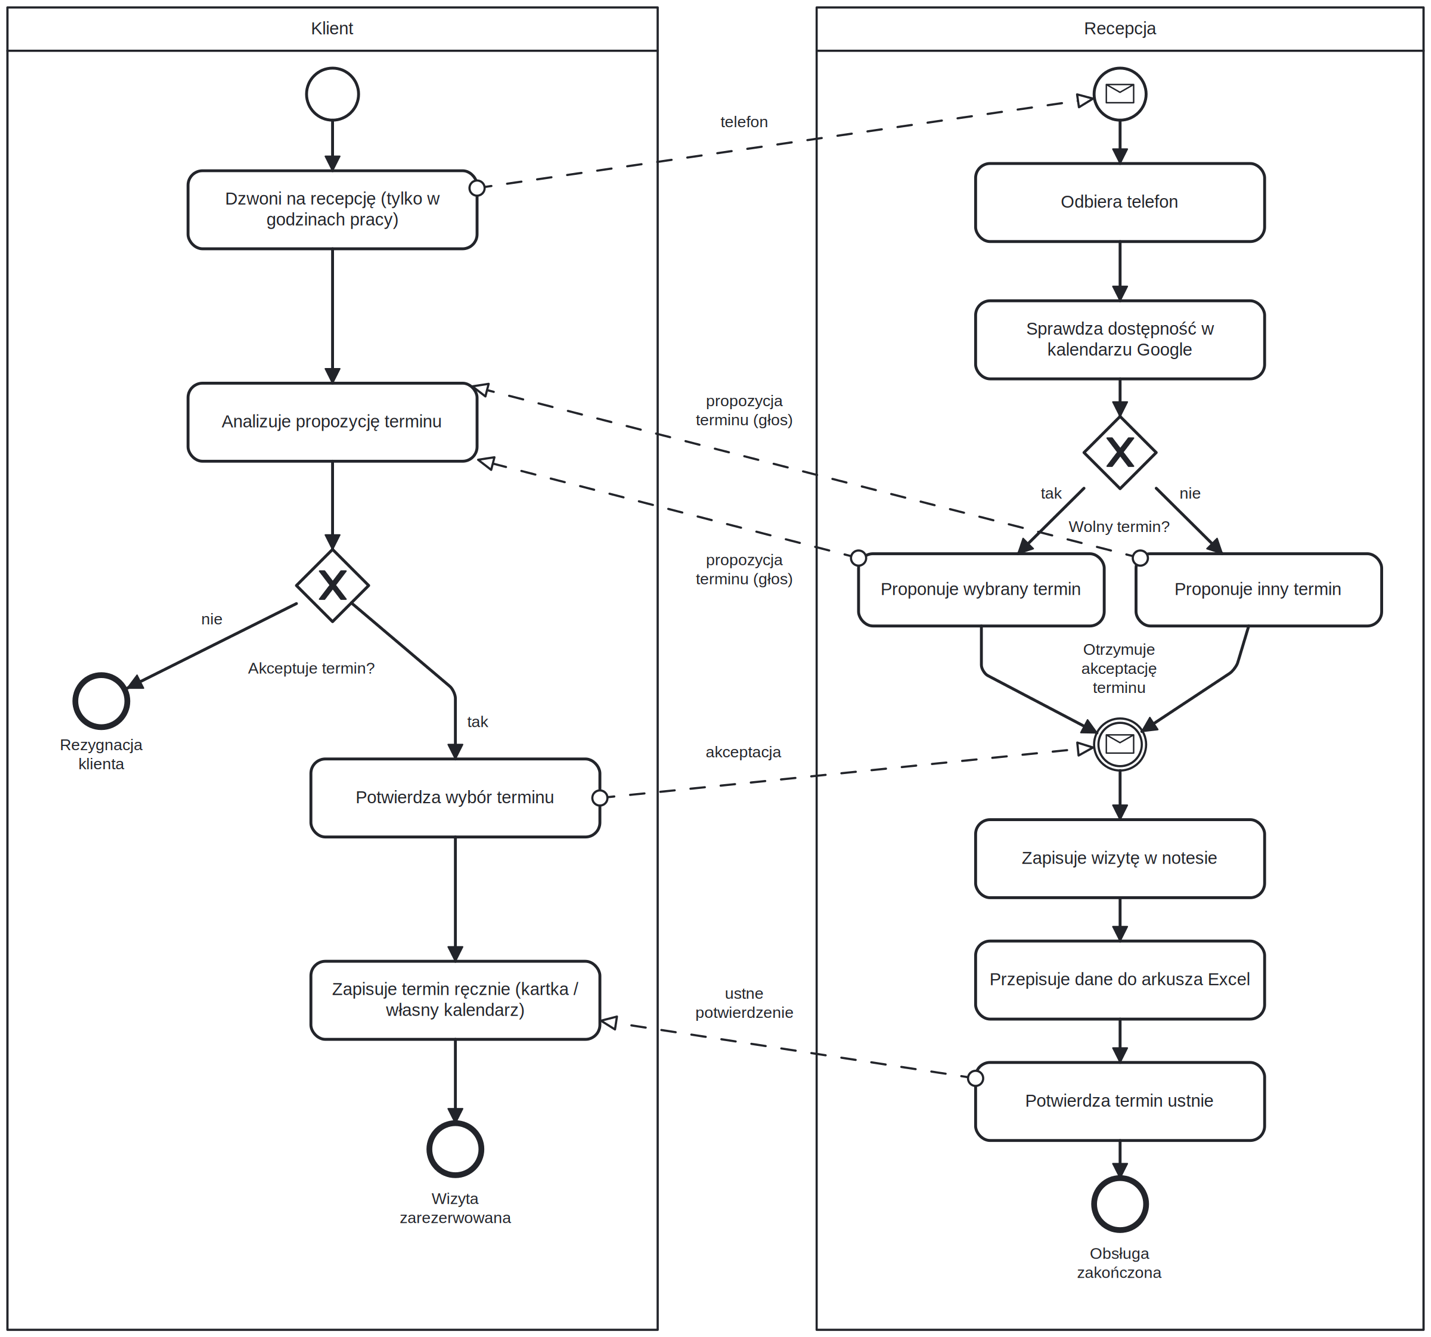 Klient
Recepcja
telefon
Dzwoni na recepcję (tylko w
godzinach pracy)
Odbiera telefon
Sprawdza dostępność w
kalendarzu Google
propozycja
terminu (głos)
Analizuje propozycję terminu
X
tak
nie
Wolny termin?
propozycja
terminu (głos)
Proponuje wybrany termin
Proponuje inny termin
X
nie
Akceptuje termin?
tak
Rezygnacja
klienta
Otrzymuje
akceptację
terminu
akceptacja
Potwierdza wybór terminu
Zapisuje wizytę w notesie
Przepisuje dane do arkusza Excel
Zapisuje termin ręcznie (kartka /
własny kalendarz)
ustne
potwierdzenie
Potwierdza termin ustnie
Wizyta
zarezerwowana
Obsługa
zakończona